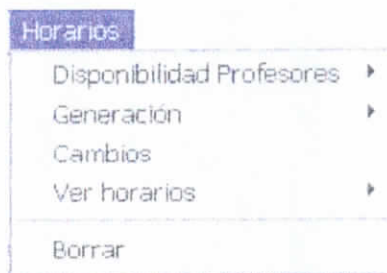 Horarios
Disponibilidad Profesores
Generación
Cambios
Ver horarios
Borrar